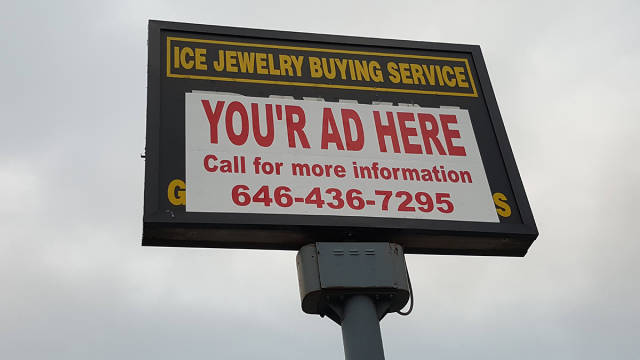 ICE JEWELRY BUYING SERVICE
YOU'R AD HERE
Call for more information
646-436-7295